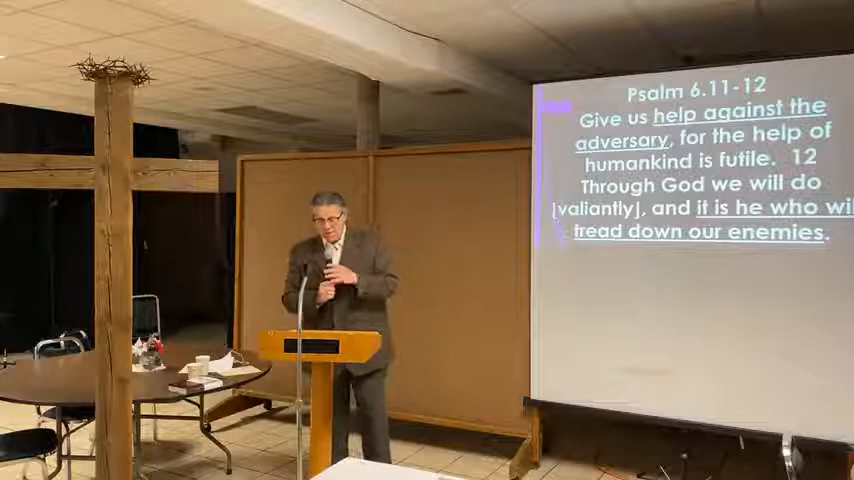 Psalm 6.11-12
Give us help against the
adversary, for the help of
humankind is futile. 12
Through God we will do
[valiantly], and it is he who wil
tread down our enemies.